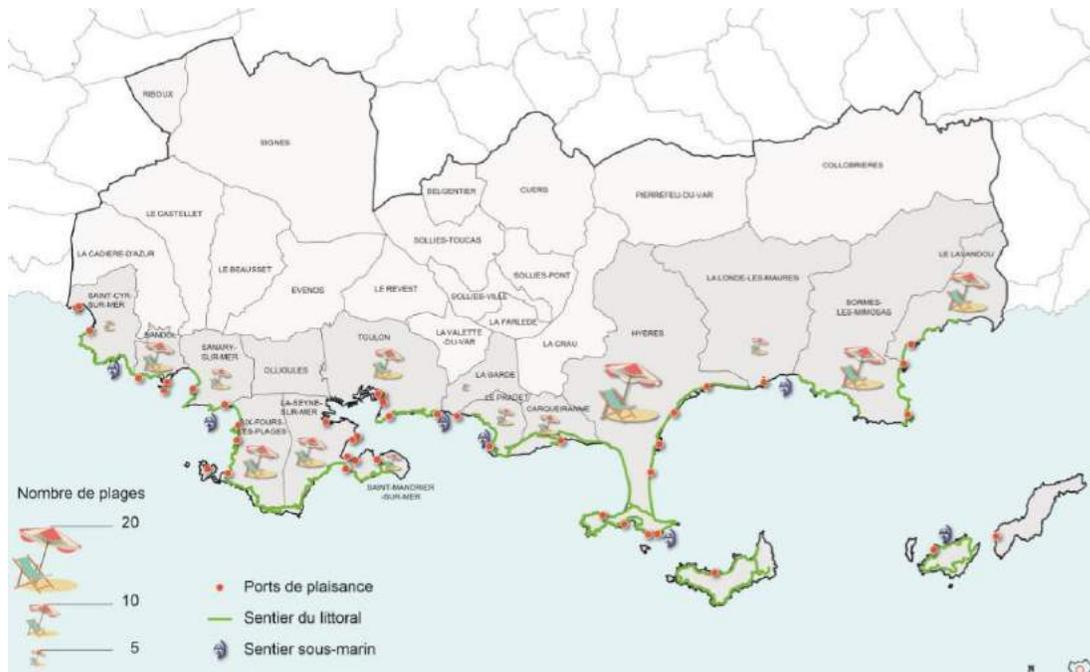 RIBOUX
SIGNES
COLLOBRIERES
BELGENTIER
CUERS
PIERREFEU-DU-VAR
LE CASTELLET
SOLLIES-TOUCAS
LA CADIERE-D'AZUR
LE BEAUSSET
SOLLIES-PONT
LA LONDE-LES-MAURES
LE LAVANDOU
EVENOS
LE REVEST
SOLLIES-VILLE
SAINT-CYR-
SUR-MER
BORMES-
LES-MIMOSAS
LA FARLEDE
BANDOL
SANARY-
SUR-MER
TOULON
LA VALETTE
-DU-VAR
LA CRAU
HYÈRES
OLLIOULES
LA GARDE
LE PRADET
CARQUEIRANNE
LA-SEYNE-
SUR-MER
SIX-FOURS-
LES-PLAGES
SAINT-MANDRIER
-SUR-MER
Nombre de plages
20
10
5
Ports de plaisance
Sentier du littoral
Sentier sous-marin
N